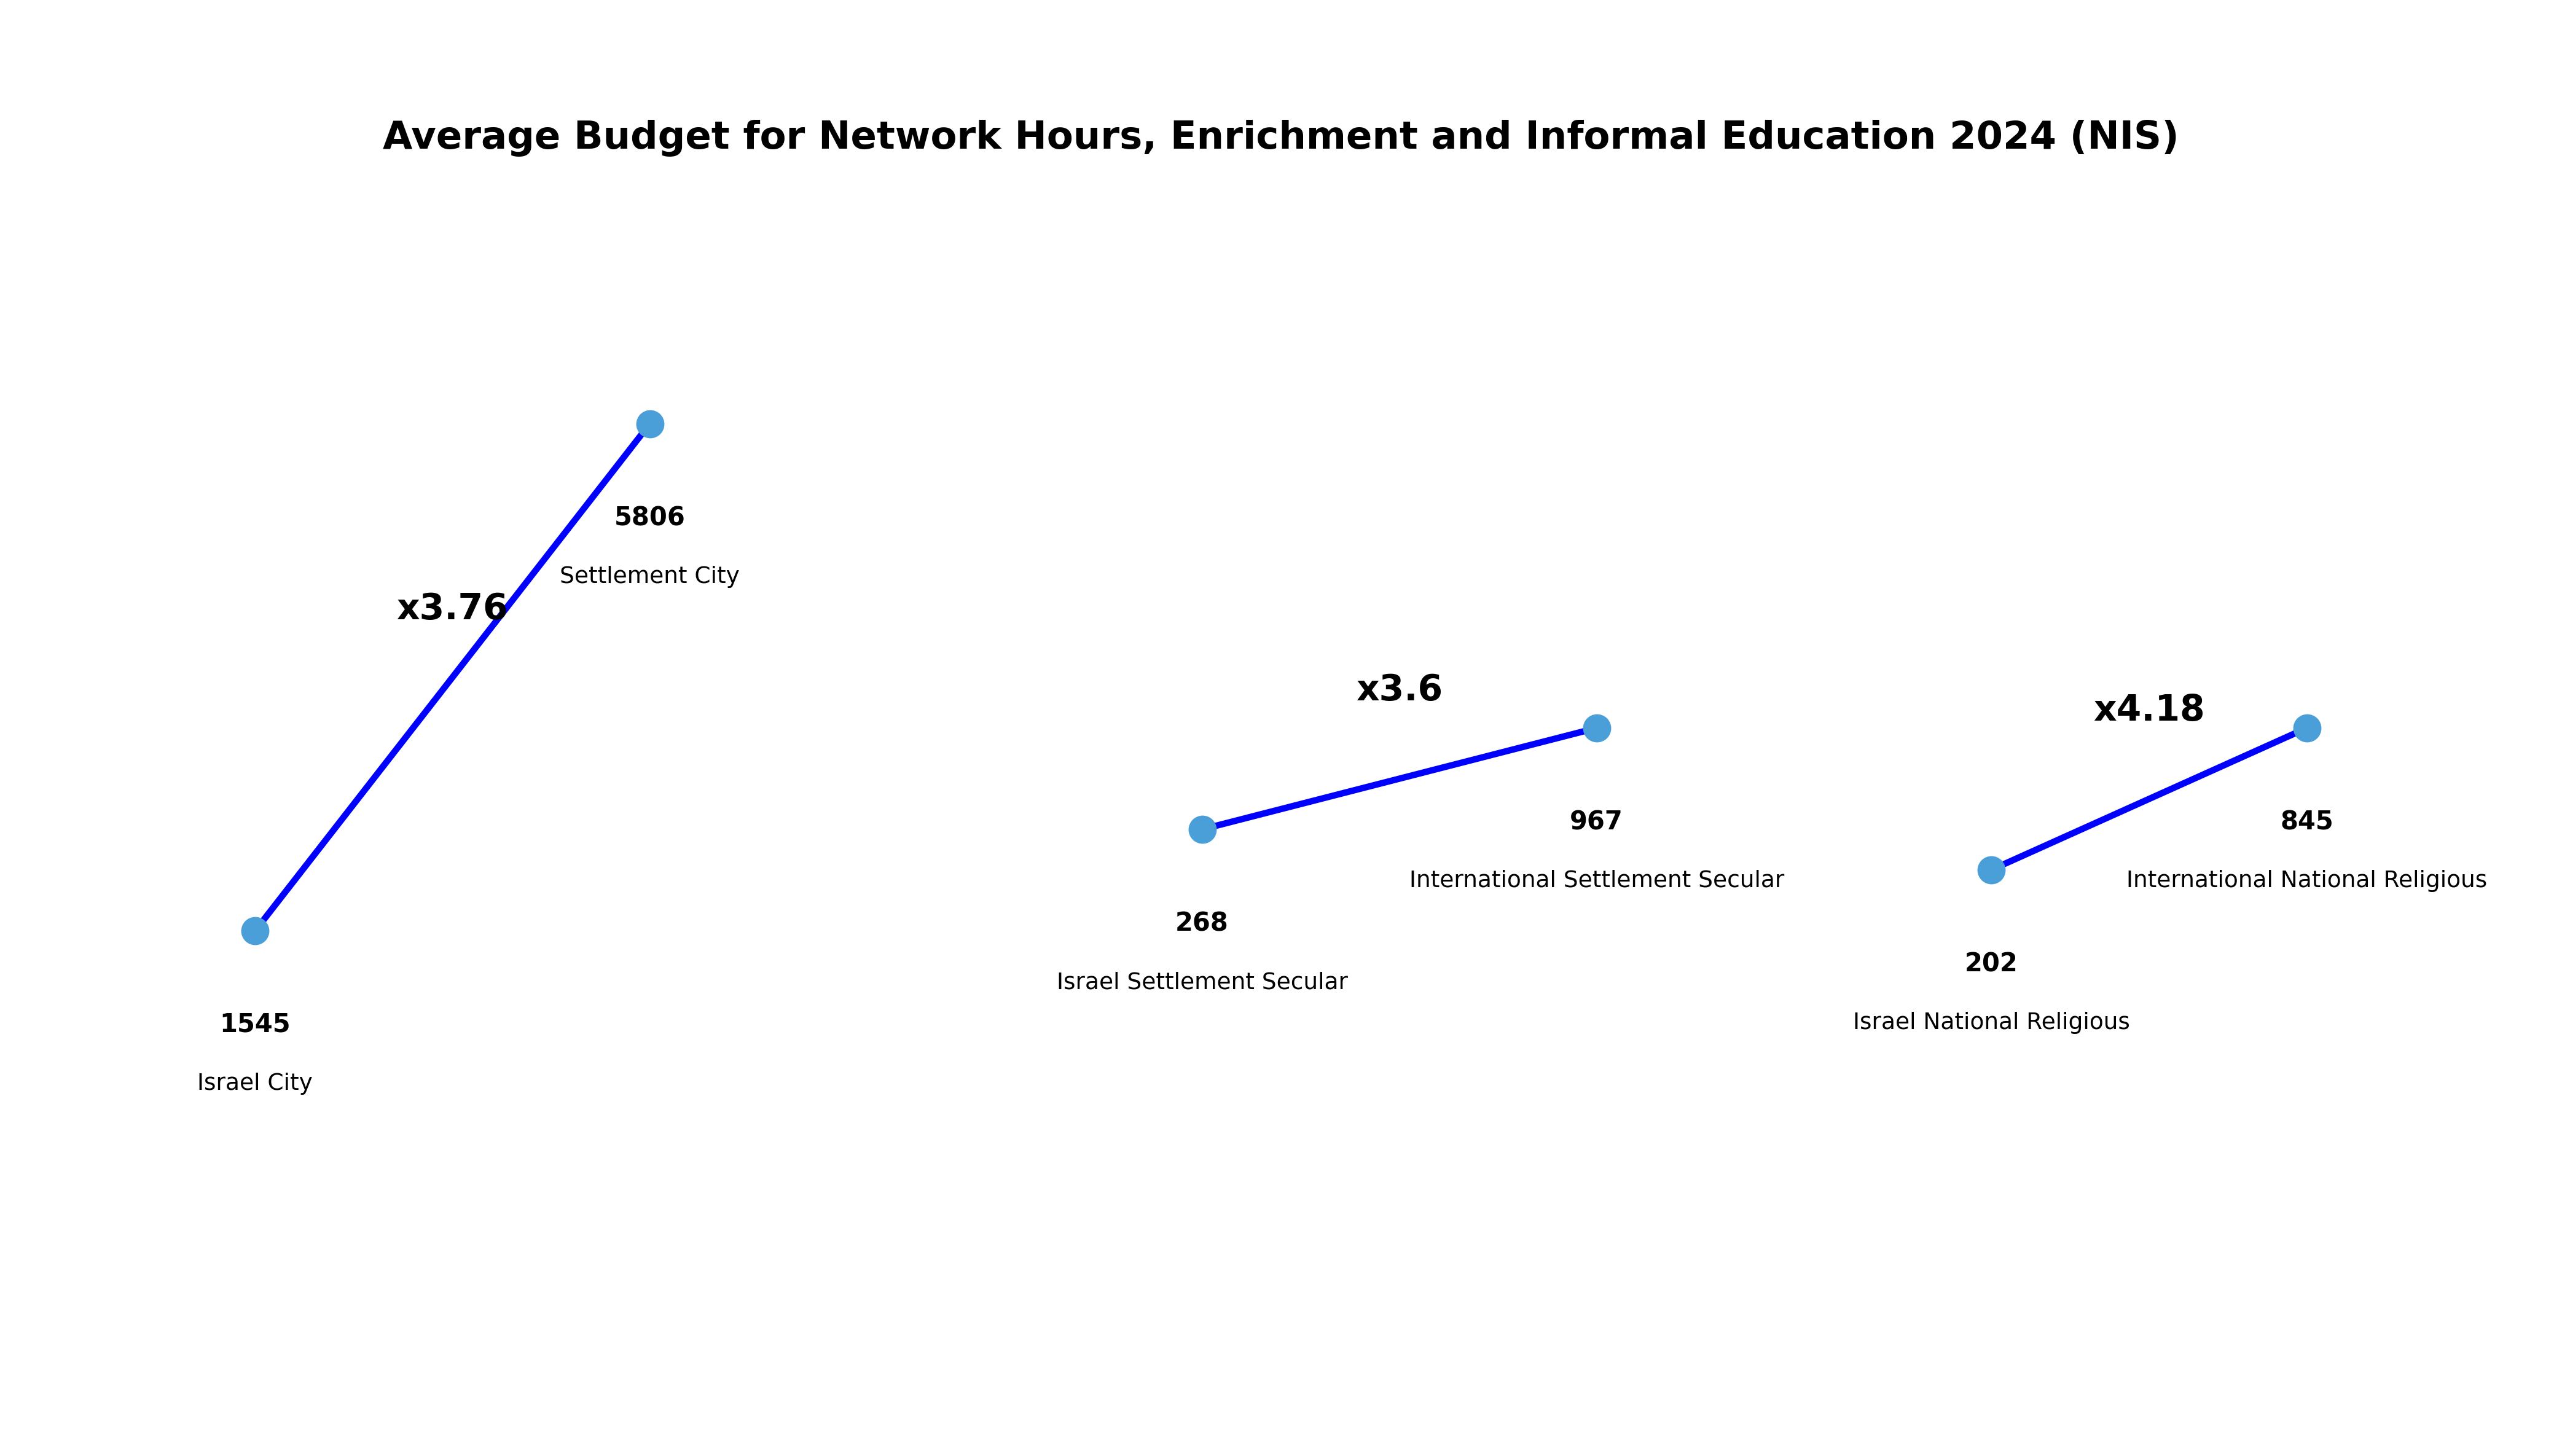 Average Budget for Network Hours, Enrichment and Informal Education 2024 (NIS)
5806
Settlement City
x3.76
1545
Israel City
x3.6
967
International Settlement Secular
268
Israel Settlement Secular
x4.18
845
International National Religious
202
Israel National Religious